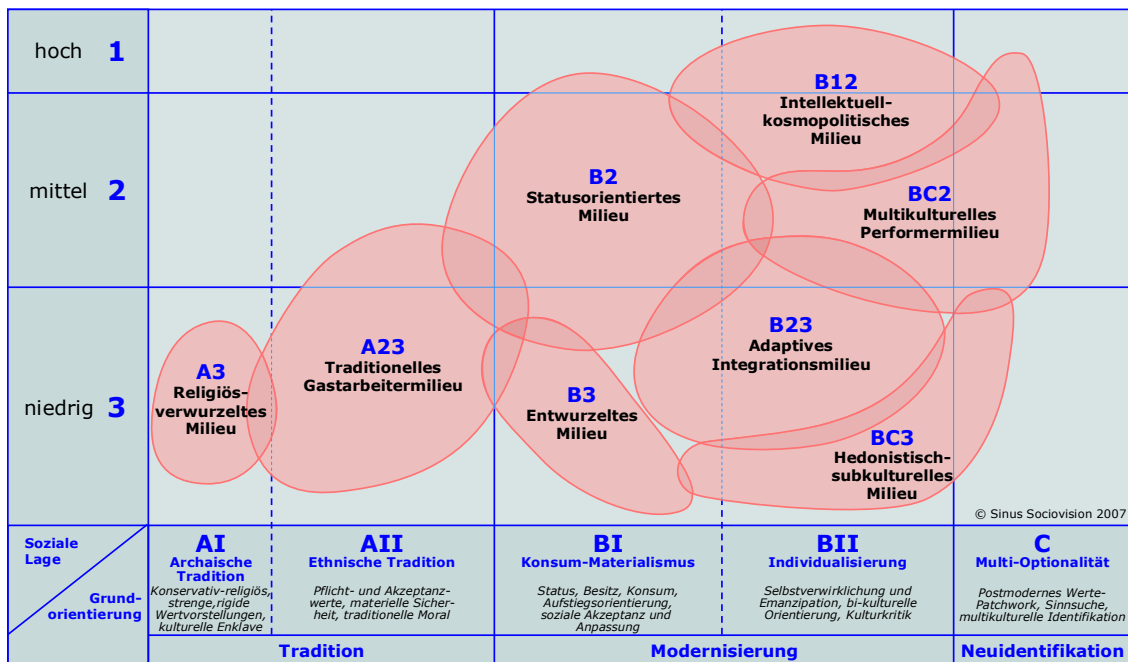 hoch 1
B12
Intellektuell-
kosmopolitisches
Milieu
mittel 2
B2
Statusorientiertes
Milieu
BC2
Multikulturelles
Performermilieu
niedrig 3
A3
Religiös-
verwurzeltes
Milieu
A23
Traditionelles
Gastarbeitermilieu
B3
Entwurzeltes
Milieu
B23
Adaptives
Integrationsmilieu
BC3
Hedonistisch-
subkulturelles
Milieu
© Sinus Sociovision 2007
Soziale
Lage
Grund-
orientierung
AI
Archaische
Tradition
Konservativ-religiös,
strenge,rigide
Wertvorstellungen,
kulturelle Enklave
AII
Ethnische Tradition
Pflicht- und Akzeptanz-
werte, materielle Sicher-
heit, traditionelle Moral
BI
Konsum-Materialismus
Status, Besitz, Konsum,
Aufstiegsorientierung,
soziale Akzeptanz und
Anpassung
BII
Individualisierung
Selbstverwirklichung und
Emanzipation, bi-kulturelle
Orientierung, Kulturkritik
C
Multi-Optionalität
Postmodernes Werte-
Patchwork, Sinnsuche,
multikulturelle Identifikation
Tradition
Modernisierung
Neuidentifikation